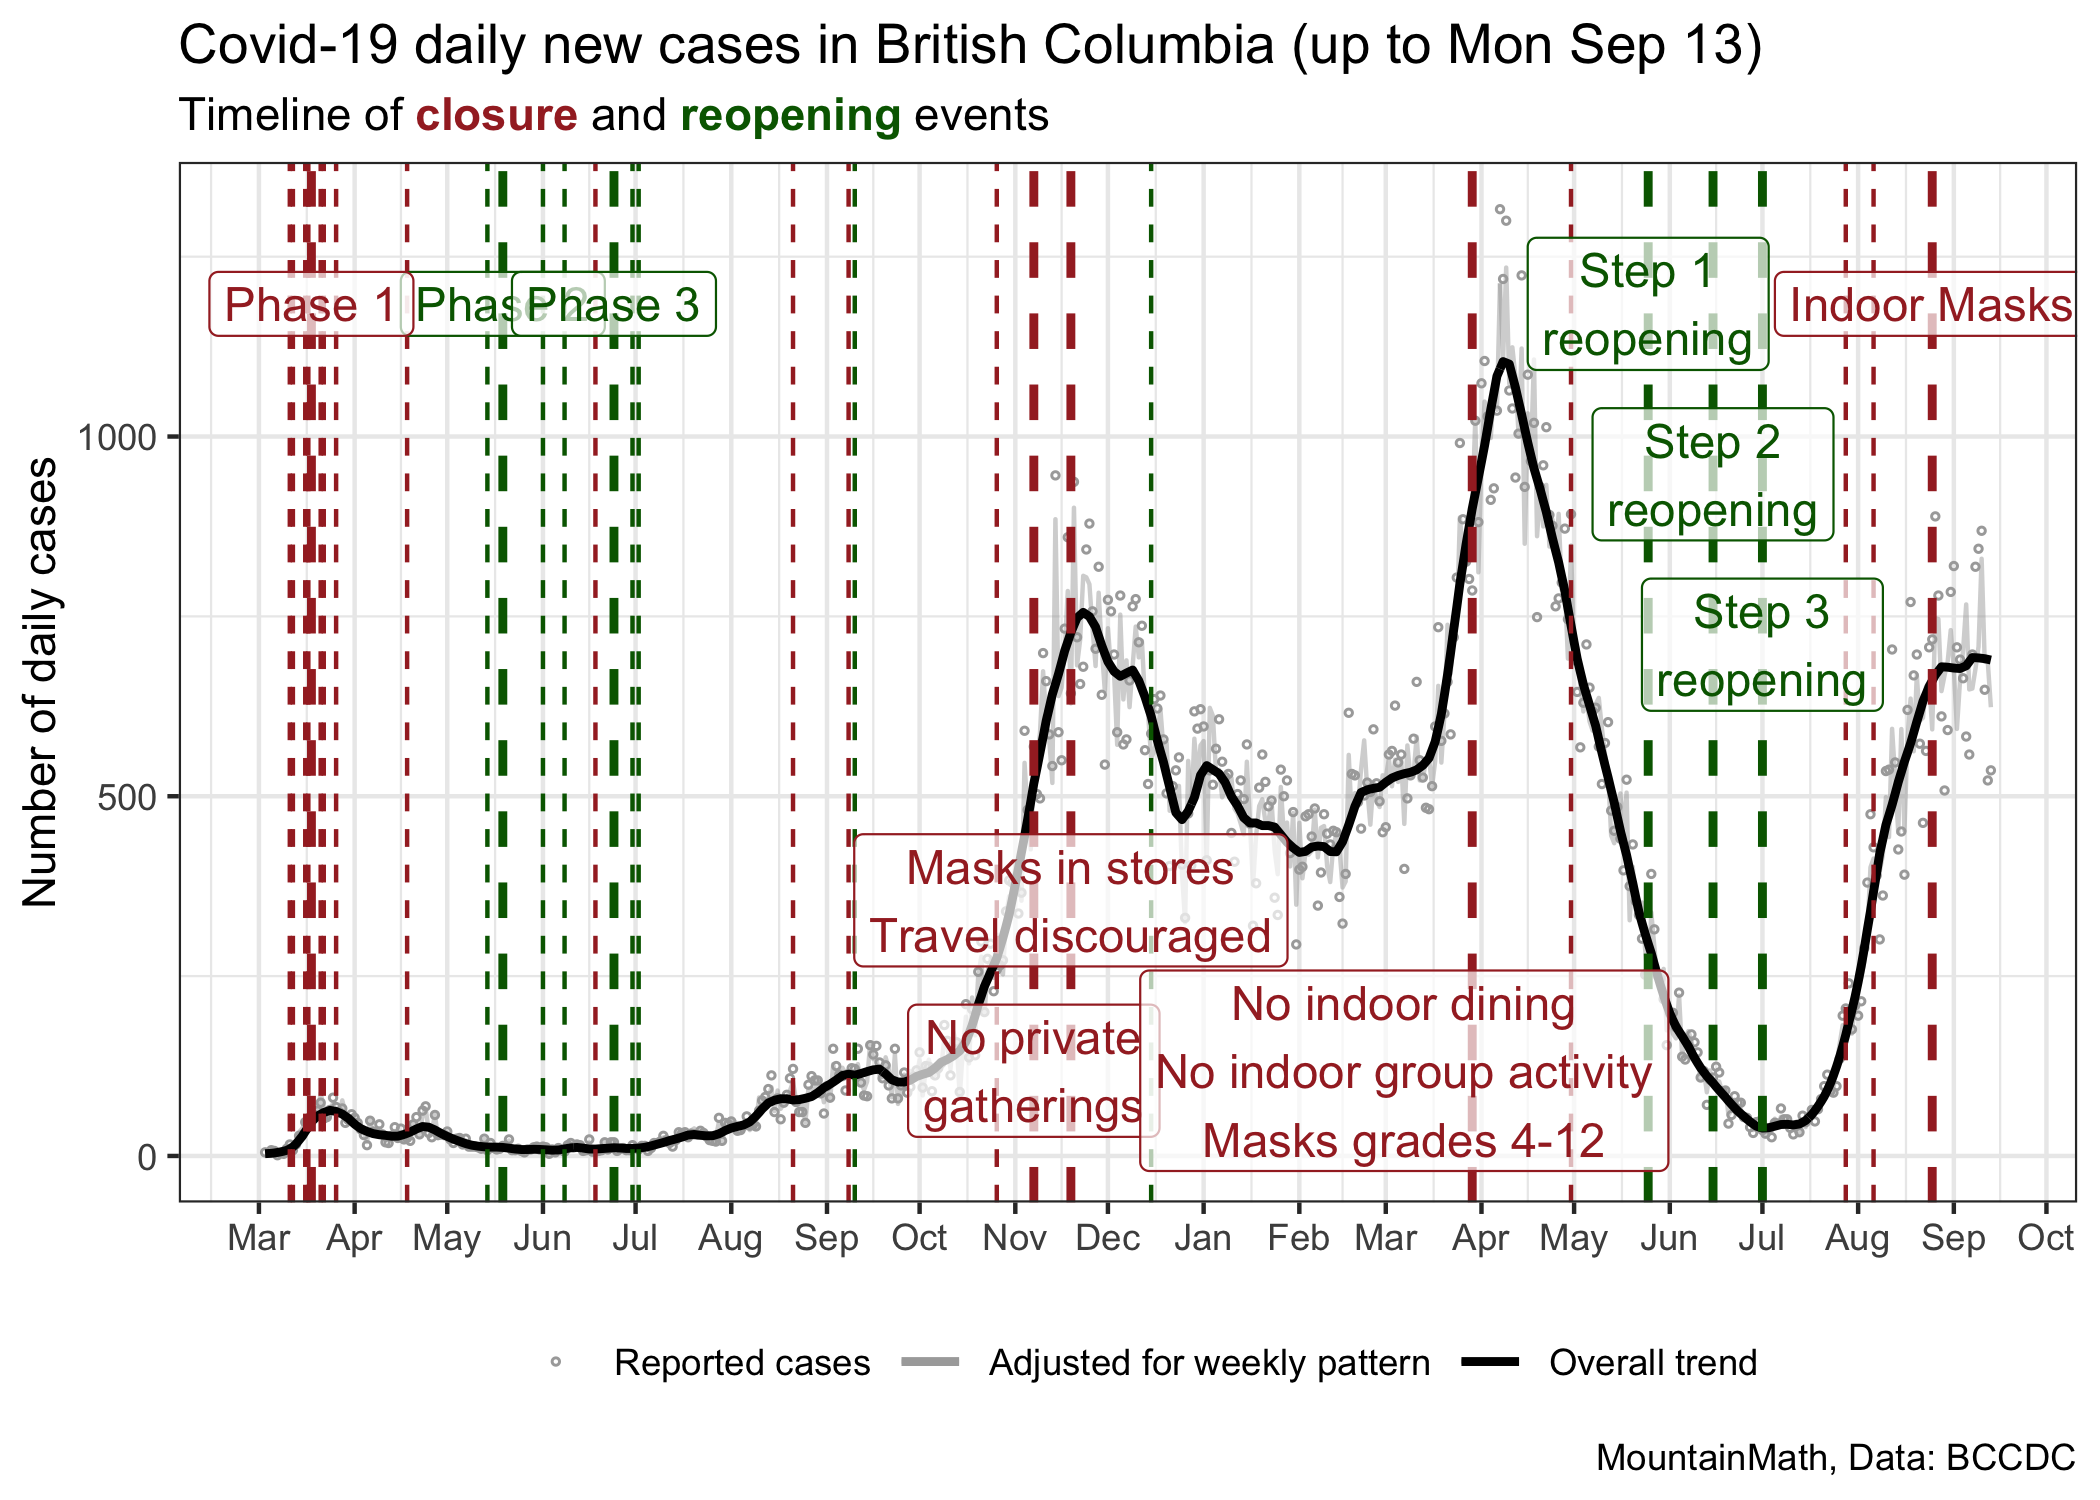 Covid-19 daily new cases in British Columbia (up to Mon Sep 13)
Timeline of closure and reopening events
Number of daily cases
1000
500
0
Phase 1
Phase 2
Phase 3
Step 1
reopening
Indoor Masks
Step 2
reopening
Step 3
reopening
Masks in stores
Travel discouraged
No private
gatherings
No indoor dining
No indoor group activity
Masks grades 4-12
Mar Apr May Jun Jul Aug Sep Oct Nov Dec Jan Feb Mar Apr May Jun Jul Aug Sep Oct
Reported cases Adjusted for weekly pattern Overall trend
MountainMath, Data: BCCDC